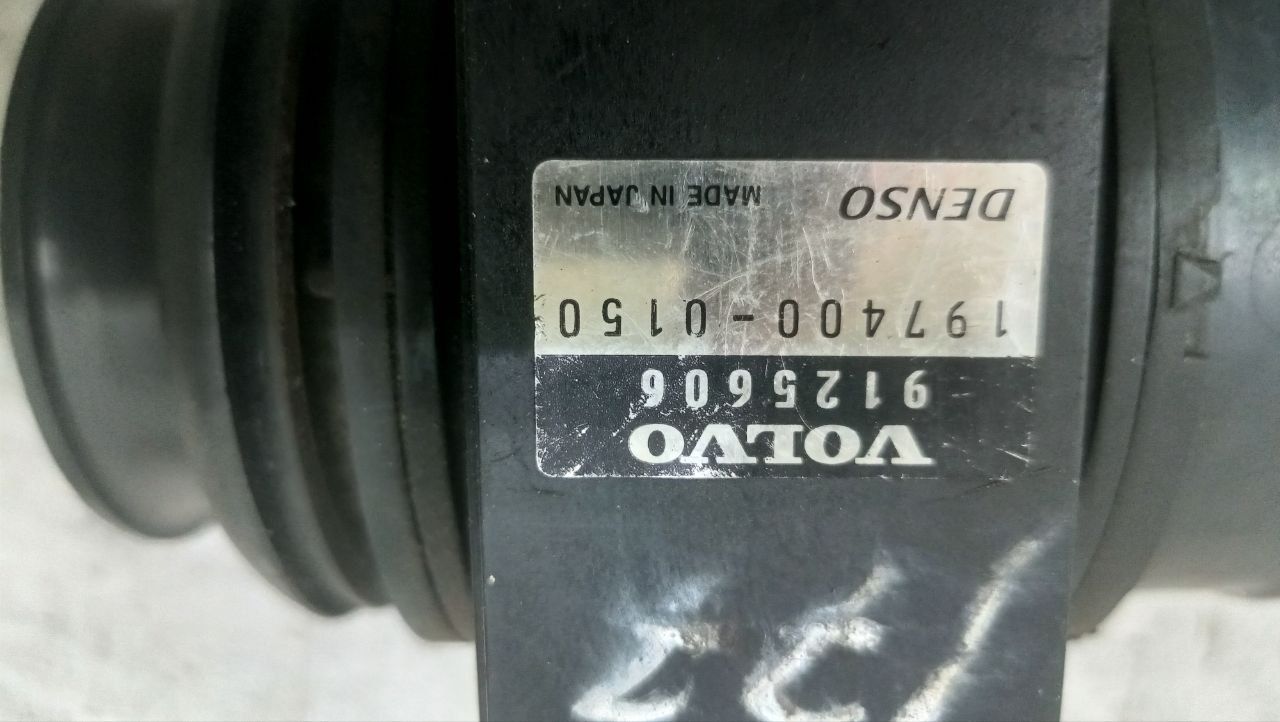 VOLVO
9125606
197400-0150
DENSO MADE IN JAPAN